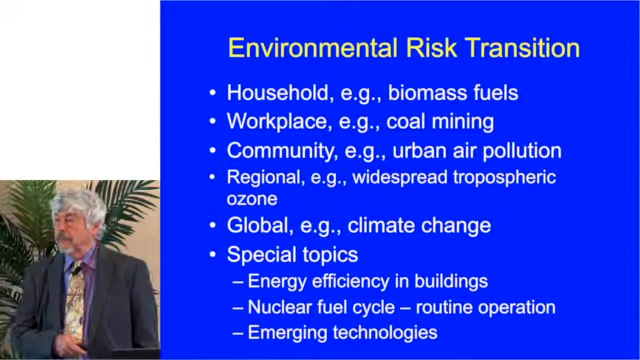 Environmental Risk Transition
• Household, e.g., biomass fuels
• Workplace, e.g., coal mining
• Community, e.g., urban air pollution
• Regional, e.g., widespread tropospheric
ozone
• Global, e.g., climate change
• Special topics
– Energy efficiency in buildings
– Nuclear fuel cycle – routine operation
– Emerging technologies